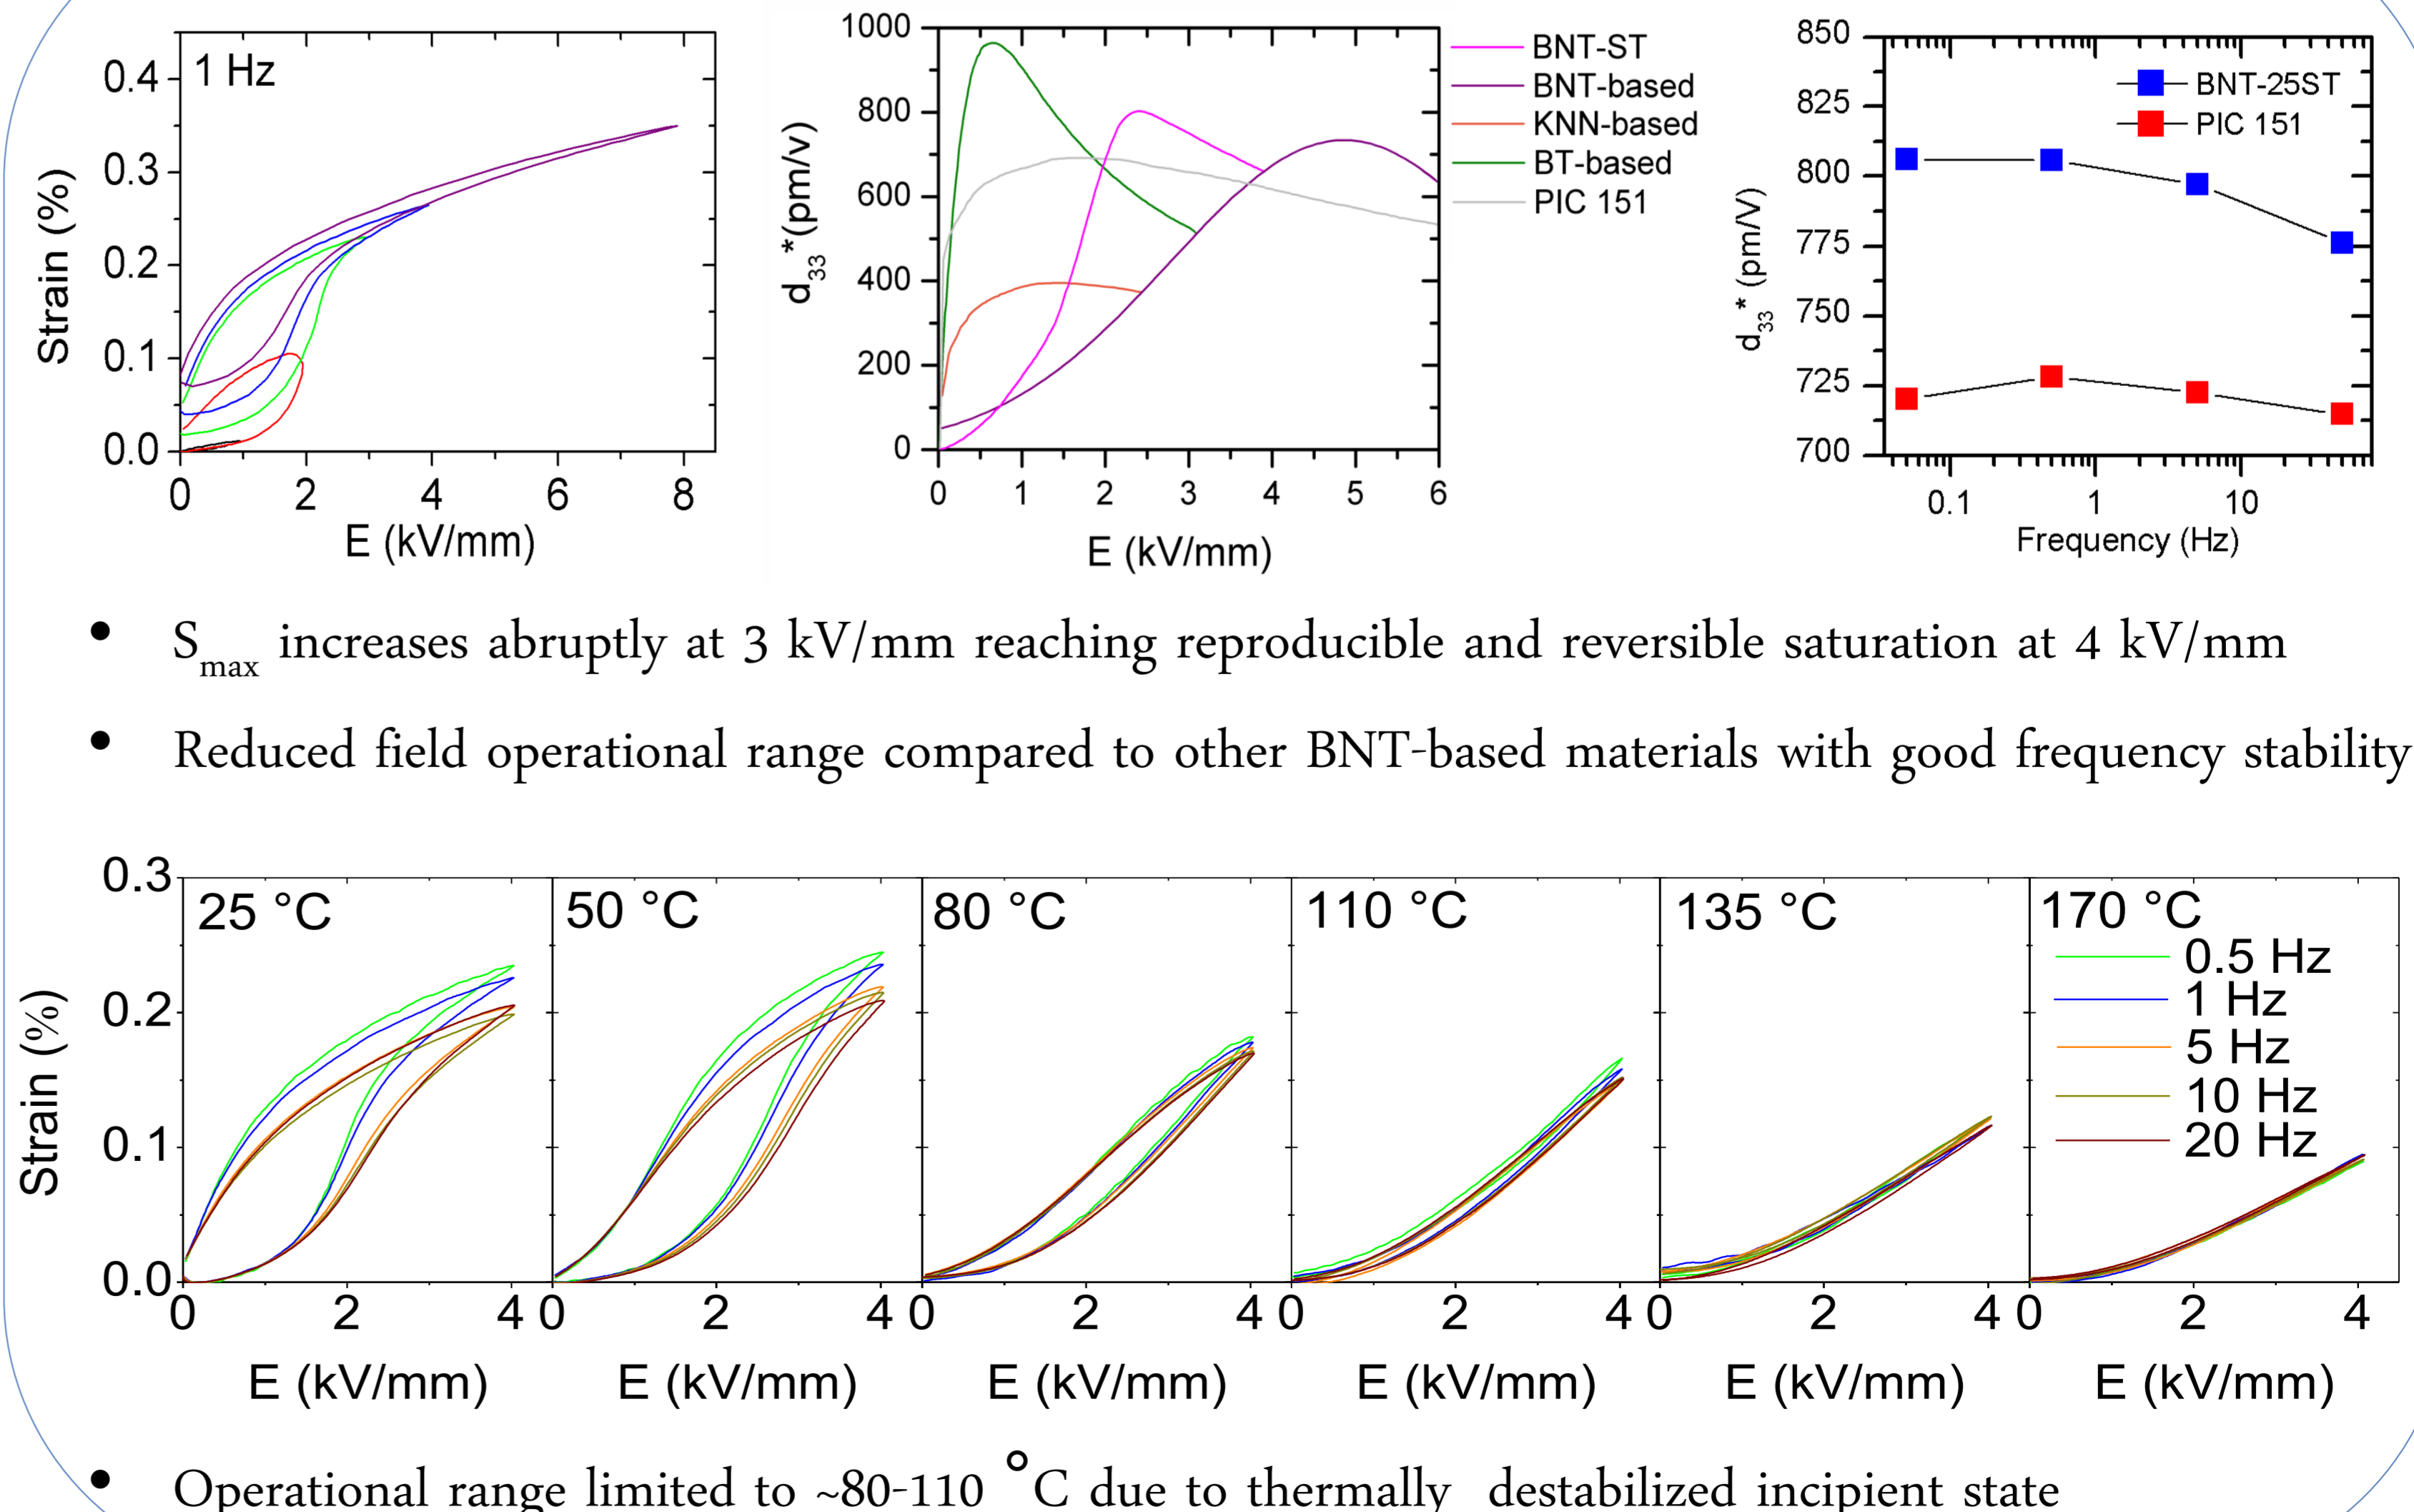 1 Hz
0.4
0.3
0.2
0.1
0.0
Strain (%)
0 2 4 6 8
E (kV/mm)
1000
800
600
400
200
0
d33*(pm/v)
0 1 2 3 4 5 6
E (kV/mm)
BNT-ST
BNT-based
KNN-based
BT-based
PIC 151
850
825
800
775
750
725
700
d33* (pm/V)
BNT-25ST
PIC 151
0.1 1 10
Frequency (Hz)
• Smax increases abruptly at 3 kV/mm reaching reproducible and reversible saturation at 4 kV/mm
• Reduced field operational range compared to other BNT-based materials with good frequency stability
0.3
0.2
0.1
0.0
Strain (%)
25 °C 50 °C 80 °C 110 °C 135 °C 170 °C
0.5 Hz
1 Hz
5 Hz
10 Hz
20 Hz
0 2 4 0 2 4 0 2 4 0 2 4 0 2 4 0 2 4
E (kV/mm) E (kV/mm) E (kV/mm) E (kV/mm) E (kV/mm) E (kV/mm)
• Operational range limited to ~80-110 °C due to thermally destabilized incipient state